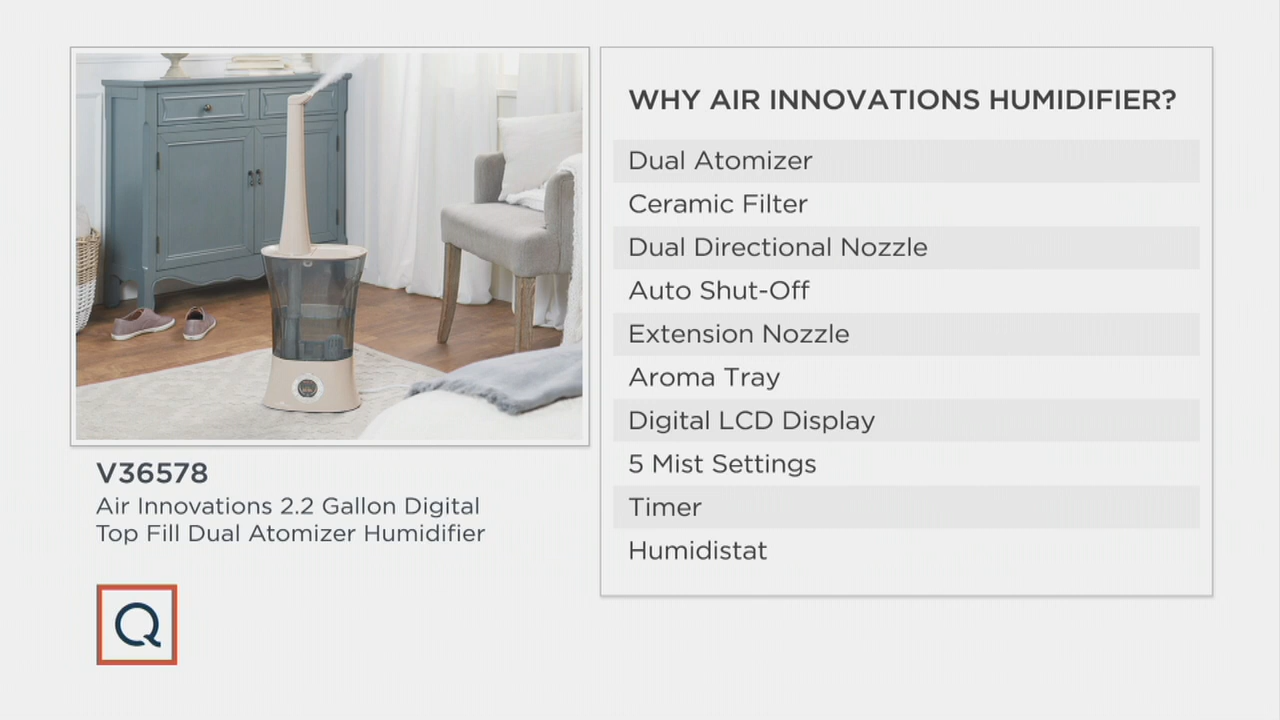 WHY AIR INNOVATIONS HUMIDIFIER?
Dual Atomizer
Ceramic Filter
Dual Directional Nozzle
Auto Shut-Off
Extension Nozzle
Aroma Tray
Digital LCD Display
5 Mist Settings
Timer
Humidistat
V36578
Air Innovations 2.2 Gallon Digital
Top Fill Dual Atomizer Humidifier
Q